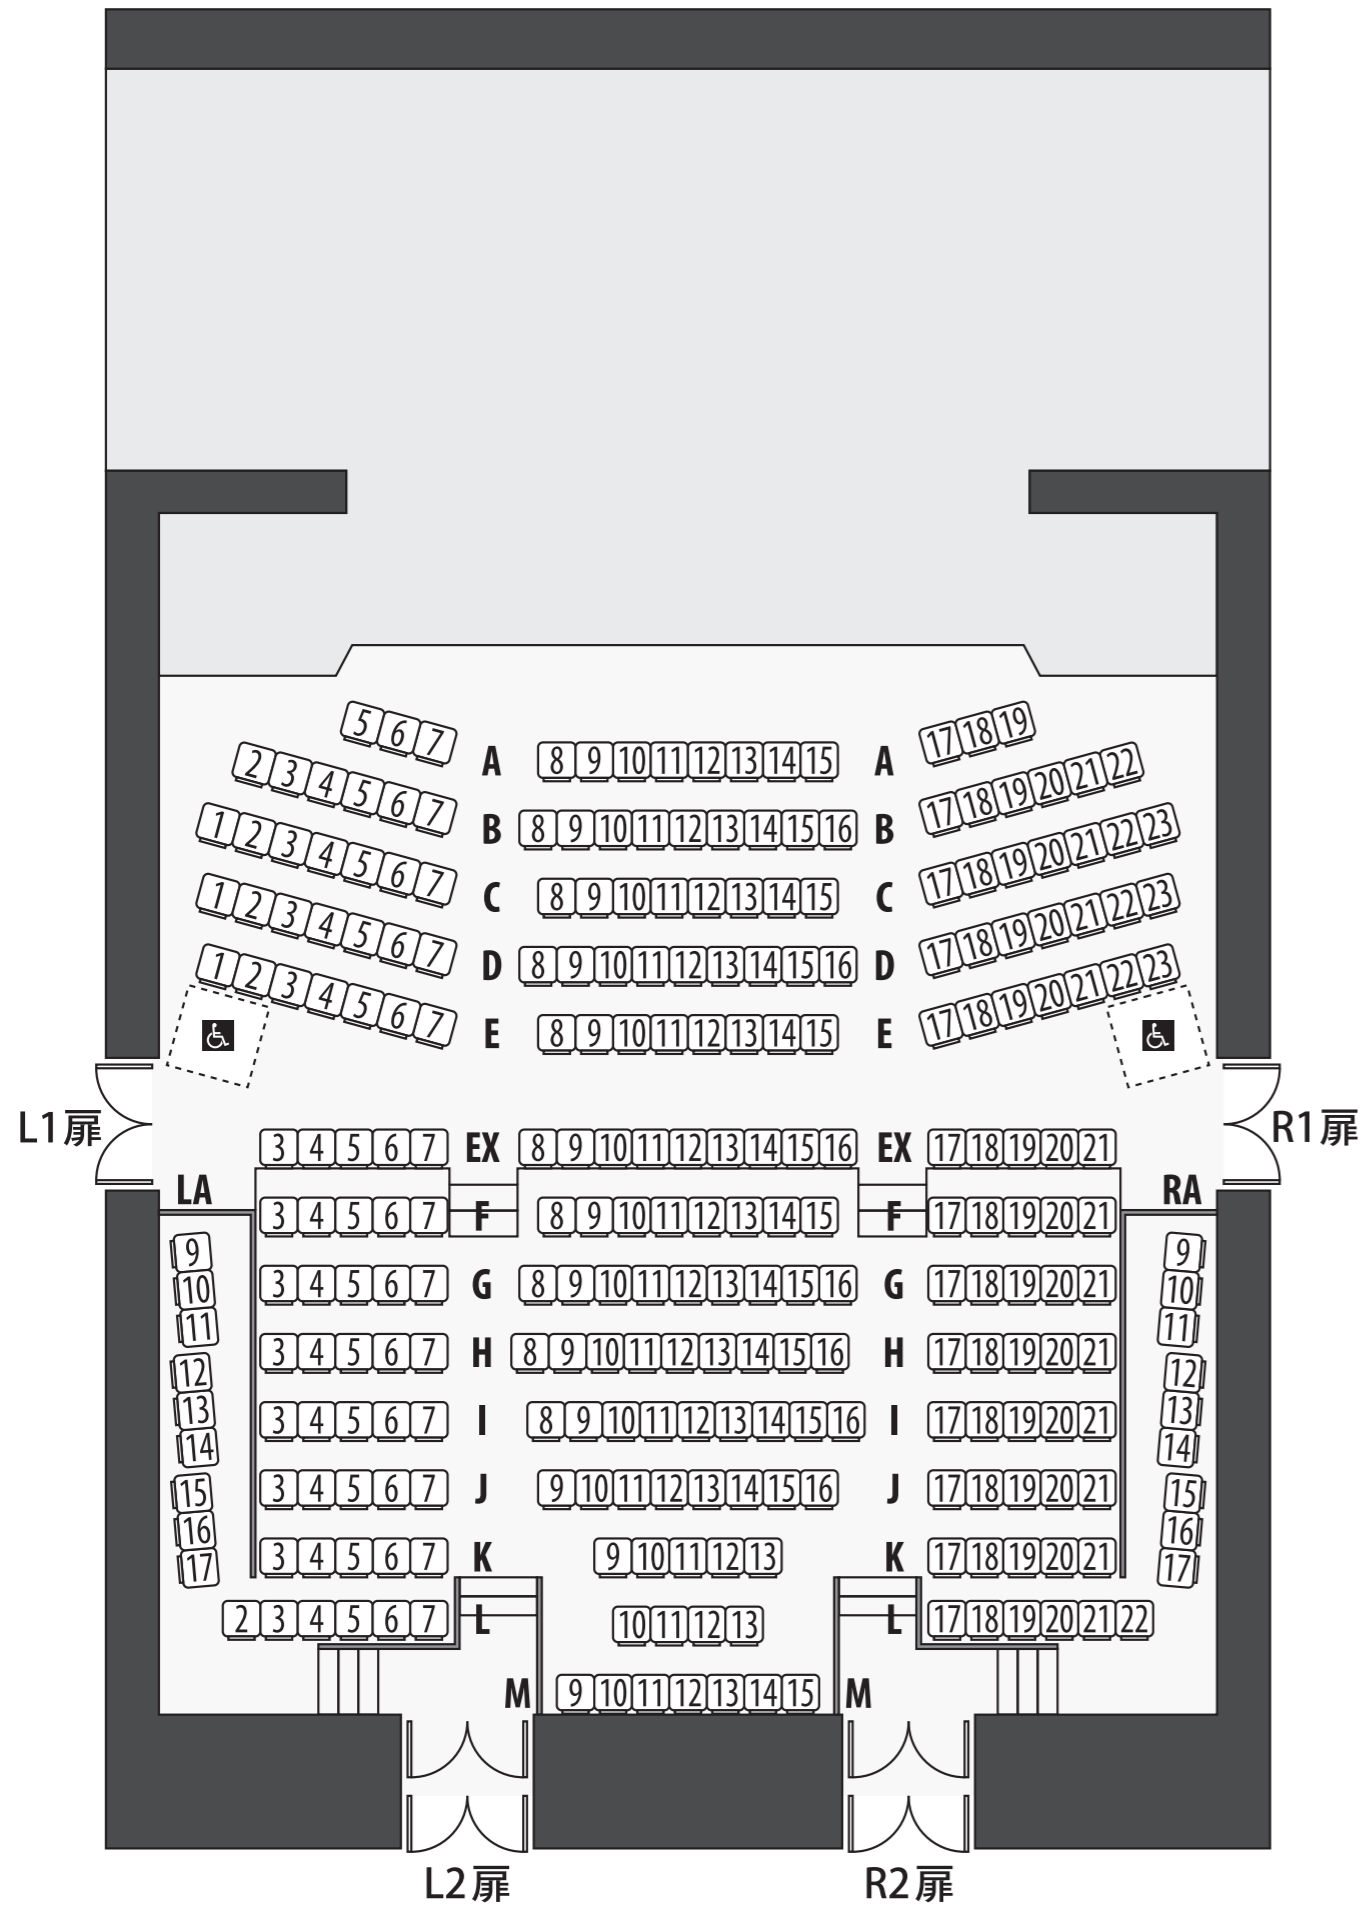 5 6 7 A 8 9 10 11 12 13 14 15 A 17 18 19
2 3 4 5 6 7 B 8 9 10 11 12 13 14 15 16 B 17 18 19 20 21 22
1 2 3 4 5 6 7 C 8 9 10 11 12 13 14 15 C 17 18 19 20 21 22 23
1 2 3 4 5 6 7 D 8 9 10 11 12 13 14 15 16 D 17 18 19 20 21 22 23
1 2 3 4 5 6 7 E 8 9 10 11 12 13 14 15 E 17 18 19 20 21 22 23
L1扉
R1扉
3 4 5 6 7 EX 8 9 10 11 12 13 14 15 16 EX 17 18 19 20 21
3 4 5 6 7 F 8 9 10 11 12 13 14 15 F 17 18 19 20 21
3 4 5 6 7 G 8 9 10 11 12 13 14 15 16 G 17 18 19 20 21
3 4 5 6 7 H 8 9 10 11 12 13 14 15 16 H 17 18 19 20 21
3 4 5 6 7 I 8 9 10 11 12 13 14 15 16 I 17 18 19 20 21
3 4 5 6 7 J 9 10 11 12 13 14 15 16 J 17 18 19 20 21
3 4 5 6 7 K 9 10 11 12 13 K 17 18 19 20 21
2 3 4 5 6 7 L 10 11 12 13 L 17 18 19 20 21 22
M 9 10 11 12 13 14 15 M
LA
9
10
11
12
13
14
15
16
17
RA
9
10
11
12
13
14
15
16
17
L2扉
R2扉